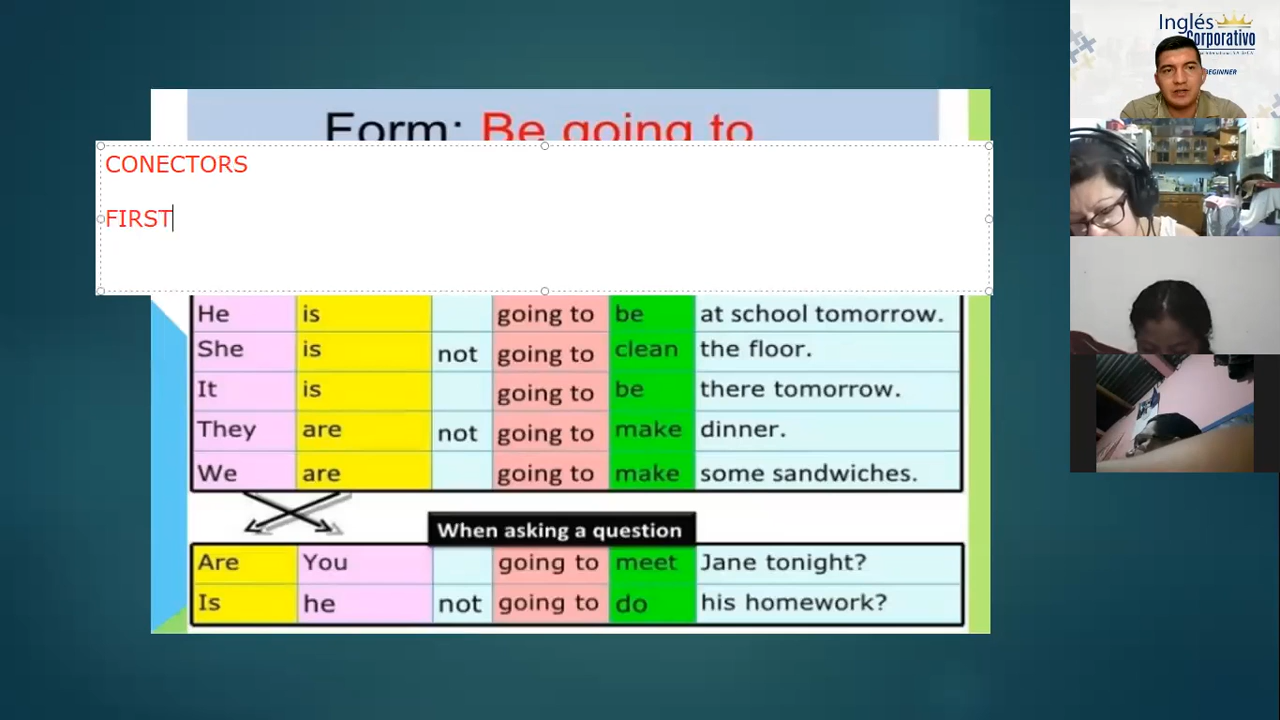 Inglés
Corporativo
BEGINNER
Form: Be going to
CONECTORS
FIRST
He is going to be at school tomorrow.
She is not going to clean the floor.
It is going to be there tomorrow.
They are not going to make dinner.
We are going to make some sandwiches.
When asking a question
Are You going to meet Jane tonight?
Is he not going to do his homework?